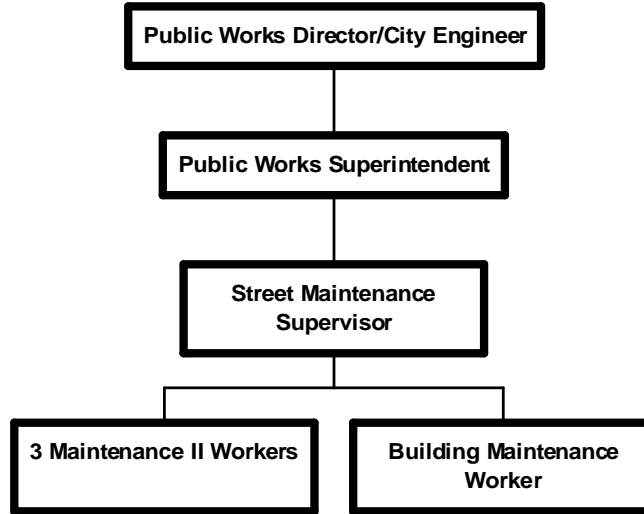 Public Works Director/City Engineer
Public Works Superintendent
Street Maintenance
Supervisor
3 Maintenance II Workers
Building Maintenance
Worker